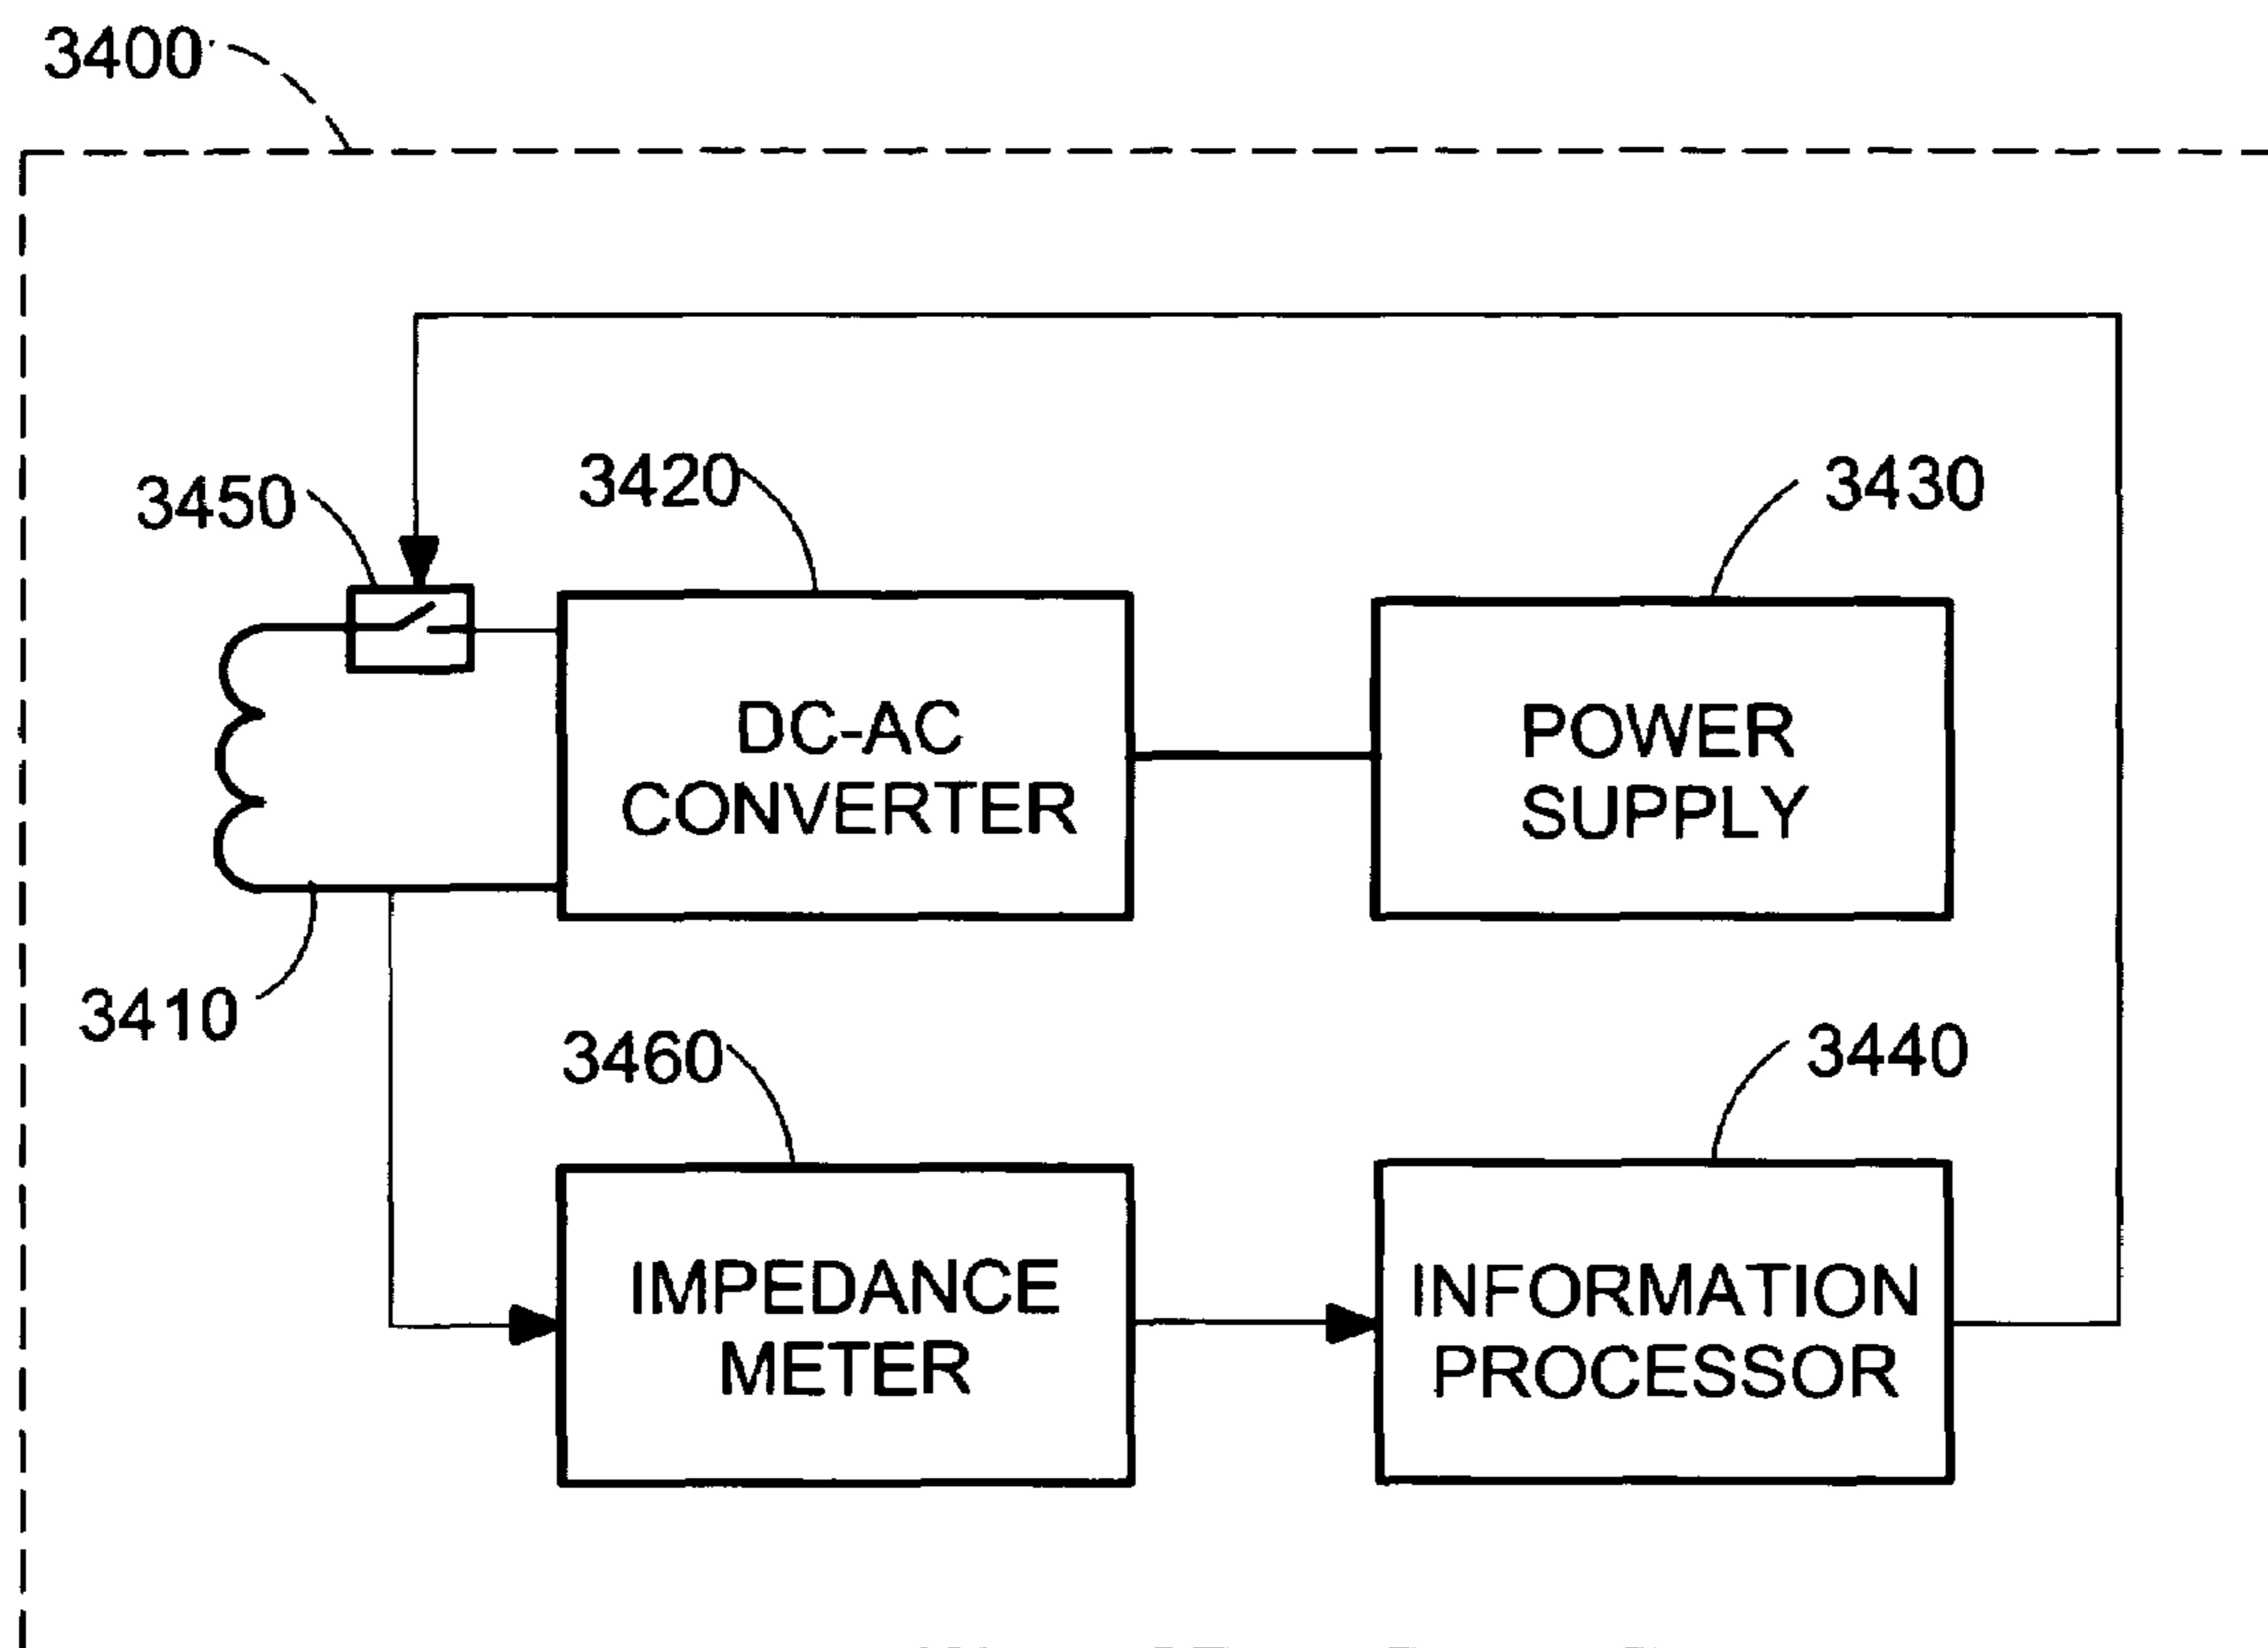 3400
3450
3420
3430
DC-AC
CONVERTER
POWER
SUPPLY
3410
3460
3440
IMPEDANCE
METER
INFORMATION
PROCESSOR